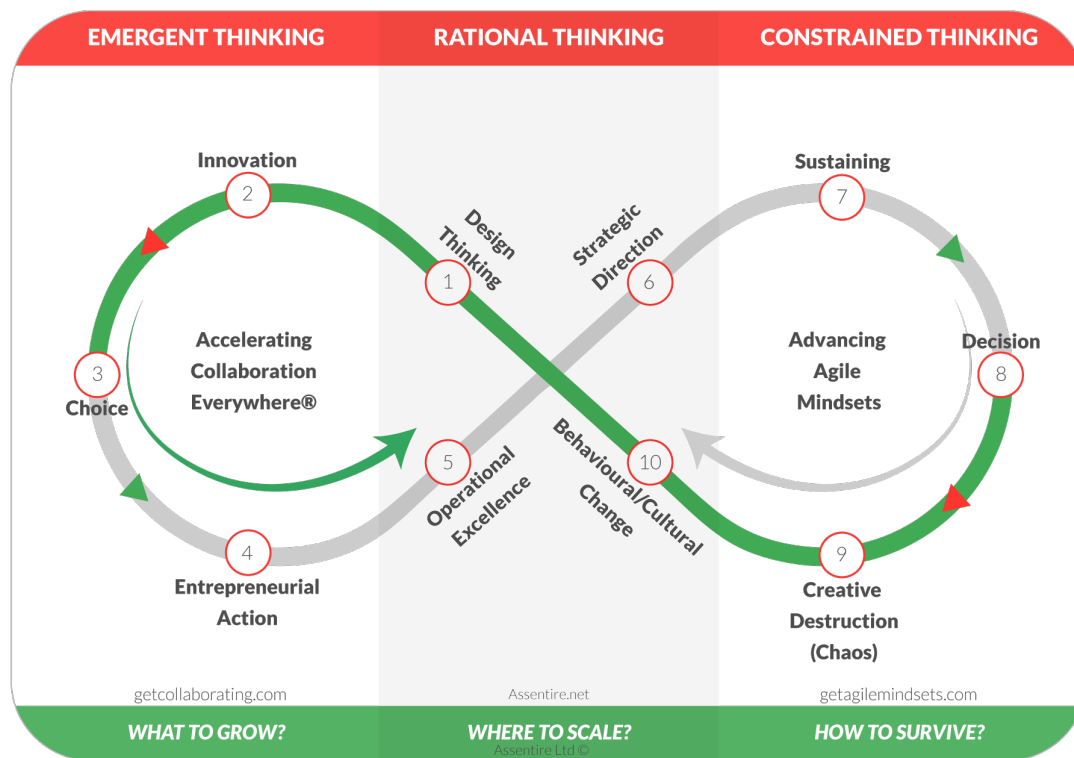 EMERGENT THINKING
RATIONAL THINKING
CONSTRAINED THINKING
Innovation
2
Design
Thinking
1
Strategic
Direction
6
Sustaining
7
3
Choice
Accelerating
Collaboration
Everywhere®
Advancing
Agile
Mindsets
Decision
8
4
Entrepreneurial
Action
5
Operational
Excellence
10
Behavioural/Cultural
Change
9
Creative
Destruction
(Chaos)
getcollaborating.com
Assentire.net
getagilemindsets.com
WHAT TO GROW?
WHERE TO SCALE?
HOW TO SURVIVE?
Assentire Ltd ©